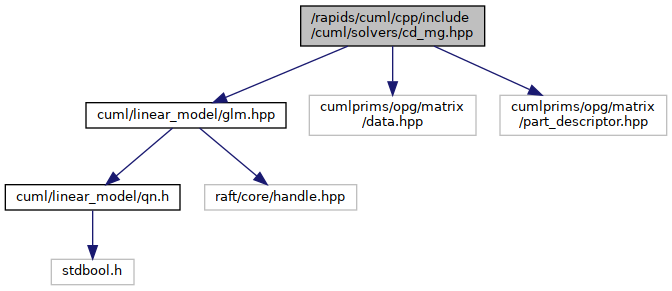 /rapids/cuml/cpp/include
/cuml/solvers/cd_mg.hpp
cuml/linear_model/glm.hpp
cumlprims/opg/matrix
/data.hpp
cumlprims/opg/matrix
/part_descriptor.hpp
cuml/linear_model/qn.h
raft/core/handle.hpp
stdbool.h